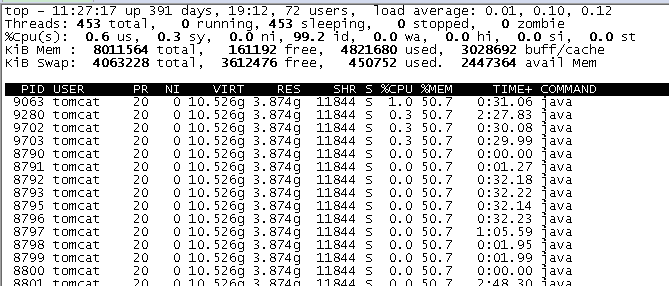 top - 11:27:17 up 391 days, 19:12, 72 users,  load average: 0.01, 0.10, 0.12
Threads: 453 total,   0 running, 453 sleeping,   0 stopped,   0 zombie
%Cpu(s):  0.6 us,  0.3 sy,  0.0 ni, 99.2 id,  0.0 wa,  0.0 hi,  0.0 si,  0.0 st
KiB Mem :  8011564 total,   161192 free,  4821680 used,  3028692 buff/cache
KiB Swap:  4063228 total,  3612476 free,   450752 used.  2447364 avail Mem
PID USER      PR  NI    VIRT    RES    SHR S %CPU %MEM     TIME+ COMMAND
9063 tomcat    20   0 10.526g 3.874g  11844 S  1.0 50.7   0:31.06 java
9280 tomcat    20   0 10.526g 3.874g  11844 S  0.3 50.7   2:27.83 java
9702 tomcat    20   0 10.526g 3.874g  11844 S  0.3 50.7   0:30.08 java
9703 tomcat    20   0 10.526g 3.874g  11844 S  0.3 50.7   0:29.99 java
8790 tomcat    20   0 10.526g 3.874g  11844 S  0.0 50.7   0:00.00 java
8791 tomcat    20   0 10.526g 3.874g  11844 S  0.0 50.7   0:01.27 java
8792 tomcat    20   0 10.526g 3.874g  11844 S  0.0 50.7   0:32.18 java
8793 tomcat    20   0 10.526g 3.874g  11844 S  0.0 50.7   0:32.22 java
8795 tomcat    20   0 10.526g 3.874g  11844 S  0.0 50.7   0:32.14 java
8796 tomcat    20   0 10.526g 3.874g  11844 S  0.0 50.7   0:32.23 java
8797 tomcat    20   0 10.526g 3.874g  11844 S  0.0 50.7   1:05.59 java
8798 tomcat    20   0 10.526g 3.874g  11844 S  0.0 50.7   0:01.95 java
8799 tomcat    20   0 10.526g 3.874g  11844 S  0.0 50.7   0:01.99 java
8800 tomcat    20   0 10.526g 3.874g  11844 S  0.0 50.7   0:00.00 java
8801 tomcat    20   0 10.526g 3.874g  11844 S  0.0 50.7   2:48.30 java